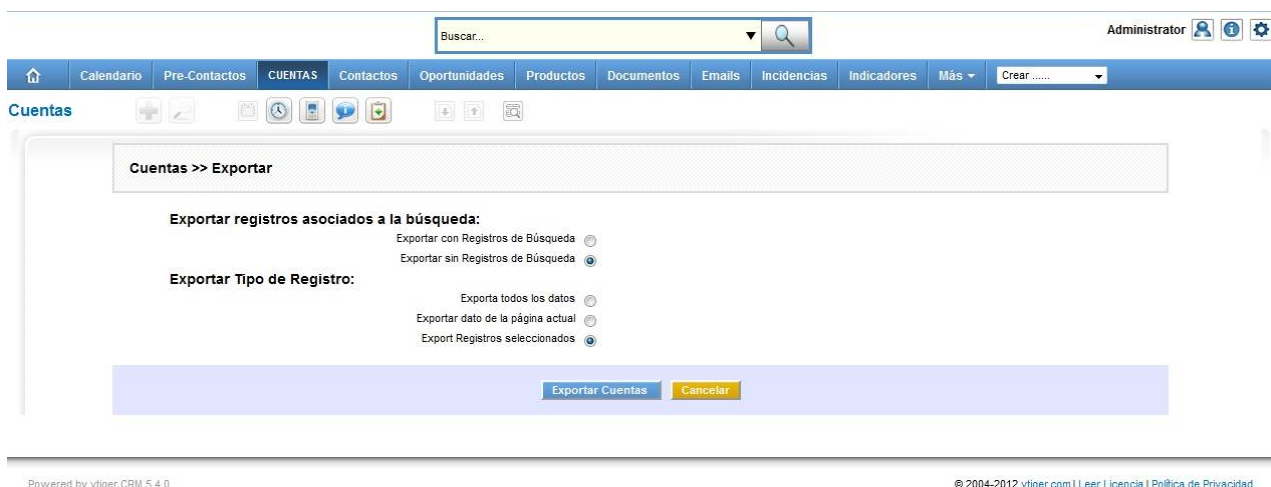 Buscar...
Administrator
Calendario Pre-Contactos CUENTAS Contactos Oportunidades Productos Documentos Emails Incidencias Indicadores Más Crear ......
Cuentas
Cuentas >> Exportar
Exportar registros asociados a la búsqueda:
Exportar con Registros de Búsqueda
Exportar sin Registros de Búsqueda
Exportar Tipo de Registro:
Exporta todos los datos
Exportar dato de la página actual
Export Registros seleccionados
Exportar Cuentas Cancelar
Powered by vtiger CRM 5.4.0 © 2004-2012 vtiger.com | Leer Licencia | Política de Privacidad